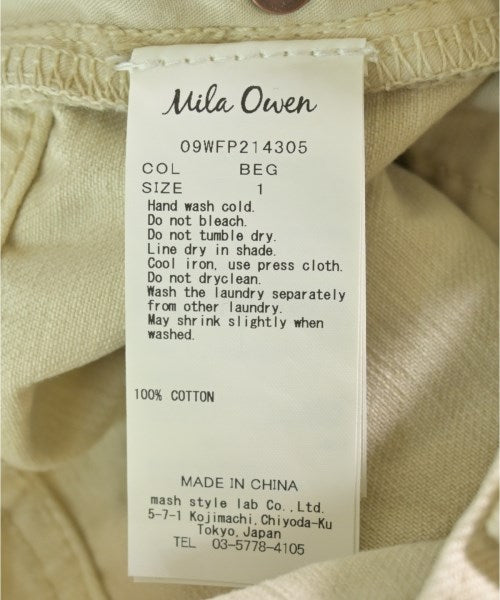 Mila Owen
09WFP214305
COL BEG
SIZE 1
Hand wash cold.
Do not bleach.
Do not tumble dry.
Line dry in shade.
Cool iron, use press cloth.
Do not dryclean.
Wash the laundry separately
from other laundry.
May shrink slightly when
washed.
100% COTTON
MADE IN CHINA
mash style lab Co.,Ltd.
5-7-1 Kojimachi,Chiyoda-Ku
Tokyo,Japan
TEL 03-5778-4105